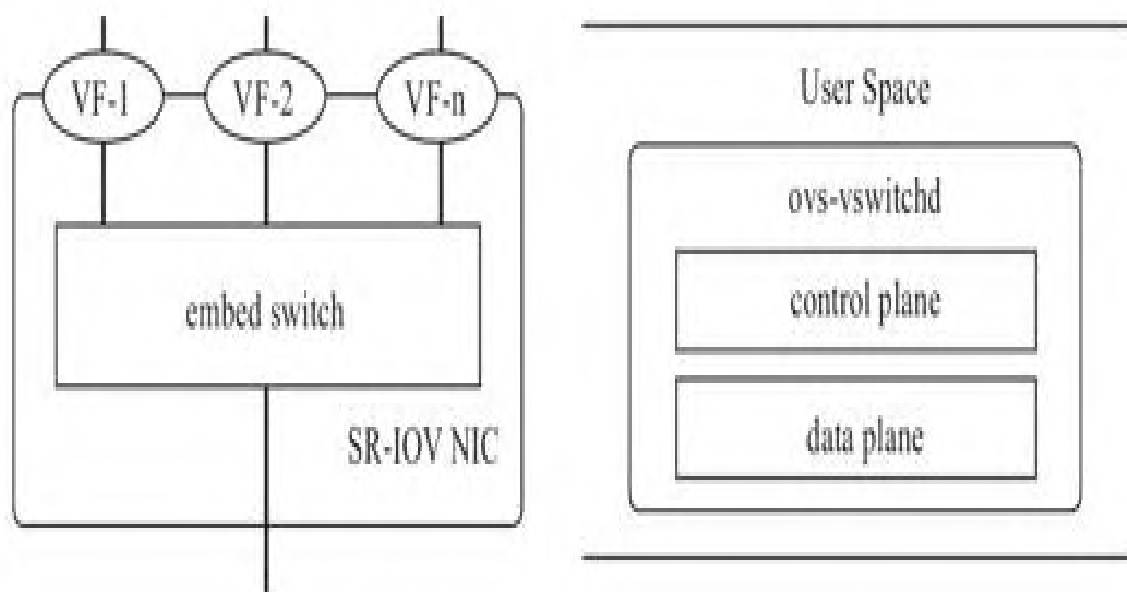 VF-1
VF-2
VF-n
embed switch
SR-IOV NIC
User Space
ovs-vswitchd
control plane
data plane